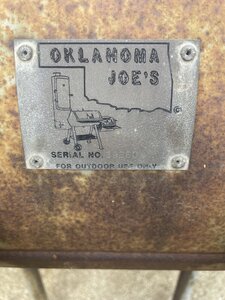 OKLAHOMA
JOE'S
SERIAL NO.
FOR OUTDOOR USE ONLY